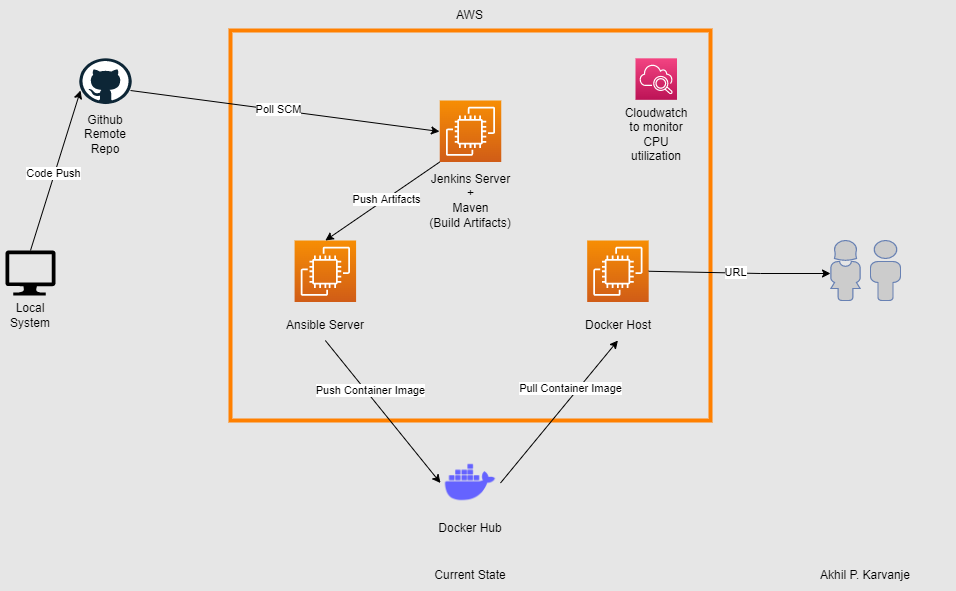 AWS
Github
Remote
Repo
Poll SCM
Cloudwatch
to monitor
CPU
utilization
Code Push
Jenkins Server
+
Maven
(Build Artifacts)
Push Artifacts
Local
System
Ansible Server
Docker Host
URL
Push Container Image
Pull Container Image
Docker Hub
Current State
Akhil P. Karvanje